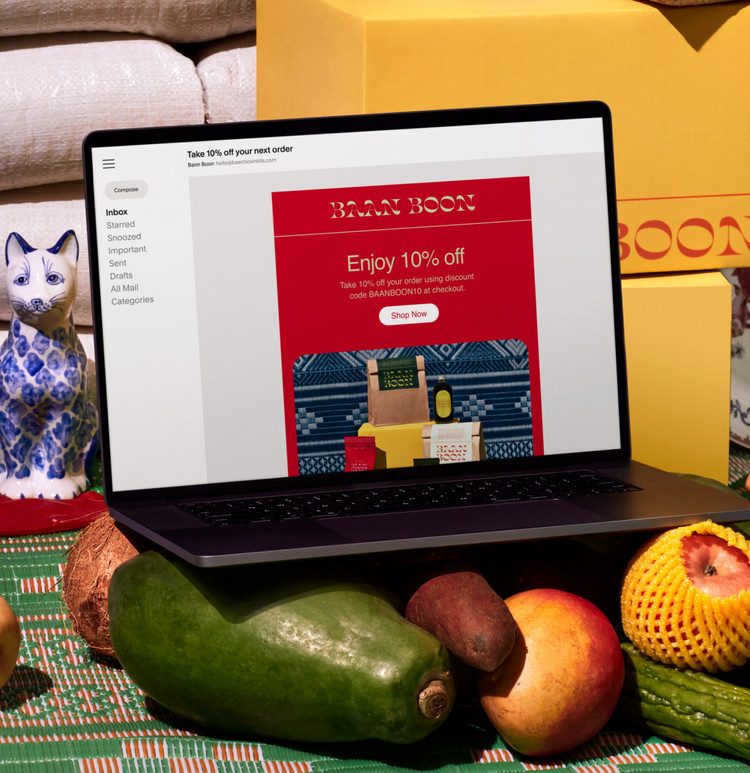 Take 10% off your next order
Bann Boon hello@baanboonkits.com
Compose
Inbox
Starred
Snoozed
Important
Sent
Drafts
All Mail
Categories
BAAN BOON
Enjoy 10% off
Take 10% off your order using discount
code BAANBOON10 at checkout.
Shop Now
BAAN
BOON
BAAN
BOON
BOON